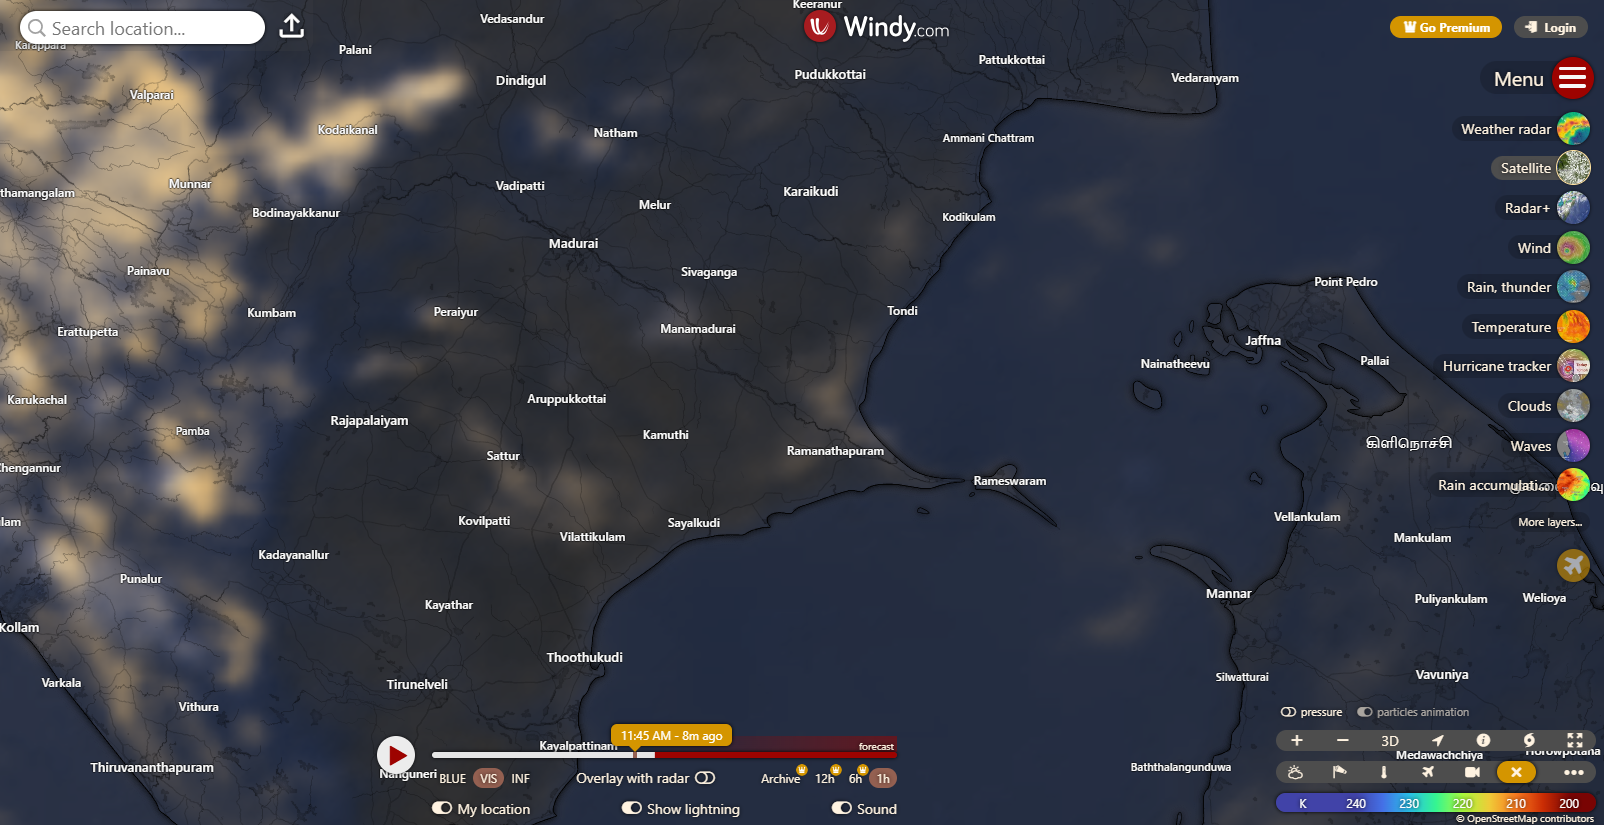 Keeranur
Search location...
Vedasandur
Windy.com
Go Premium
Login
Karappara
Palani
Pattukkottai
Dindigul
Pudukkottai
Vedaranyam
Menu
Valparai
Kodaikanal
Natham
Ammani Chattram
Weather radar
Satellite
Munnar
Vadipatti
Karaikudi
thamangalam
Melur
Radar+
Bodinayakkanur
Kodikulam
Madurai
Wind
Painavu
Sivaganga
Point Pedro
Rain, thunder
Kumbam
Peraiyur
Tondi
Erattupetta
Manamadurai
Temperature
Jaffna
Nainatheevu
Pallai
Hurricane tracker
Karukachal
Aruppukkottai
Clouds
Rajapalaiyam
Pamba
Kamuthi
கிளிநொச்சி
Waves
Sattur
Ramanathapuram
Chengannur
Rameswaram
Rain accumulati...
Kovilpatti
Sayalkudi
Vellankulam
lam
More layers...
Vilattikulam
Mankulam
Kadayanallur
Punalur
Mannar
Puliyankulam
Welioya
Kayathar
Kollam
Thoothukudi
Vavuniya
Silwatturai
Varkala
Tirunelveli
Vithura
pressure
particles animation
11:45 AM - 8m ago
Kayalpattinam
forecast
3D
Medawachchiya
Horowpotana
Thiruvananthapuram
Nanguneri
Baththalangunduwa
BLUE VIS INF
Overlay with radar
Archive 12h 6h 1h
K 240 230 220 210 200
My location
Show lightning
Sound
© OpenStreetMap contributors